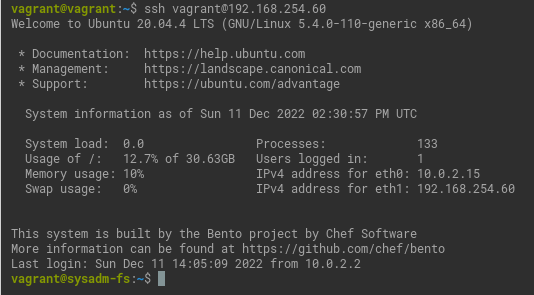 vagrant@vagrant:~$ ssh vagrant@192.168.254.60
Welcome to Ubuntu 20.04.4 LTS (GNU/Linux 5.4.0-110-generic x86_64)
* Documentation:  https://help.ubuntu.com
* Management:     https://landscape.canonical.com
* Support:        https://ubuntu.com/advantage
System information as of Sun 11 Dec 2022 02:30:57 PM UTC
System load:  0.0                Processes:             133
Usage of /:   12.7% of 30.63GB   Users logged in:       1
Memory usage: 10%                IPv4 address for eth0: 10.0.2.15
Swap usage:   0%                 IPv4 address for eth1: 192.168.254.60
This system is built by the Bento project by Chef Software
More information can be found at https://github.com/chef/bento
Last login: Sun Dec 11 14:05:09 2022 from 10.0.2.2
vagrant@sysadm-fs:~$